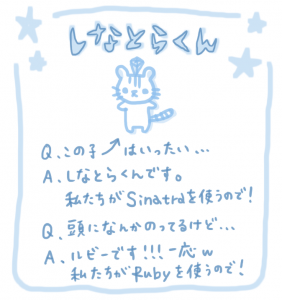 しなとらくん
Q、この子↗はいったい、、、
A、しなとらくんです。
私たちがSinatraを使うので！
Q、頭になんかのってるけど...
A、ルビーです！！！一応w
私たちがRubyを使うので！